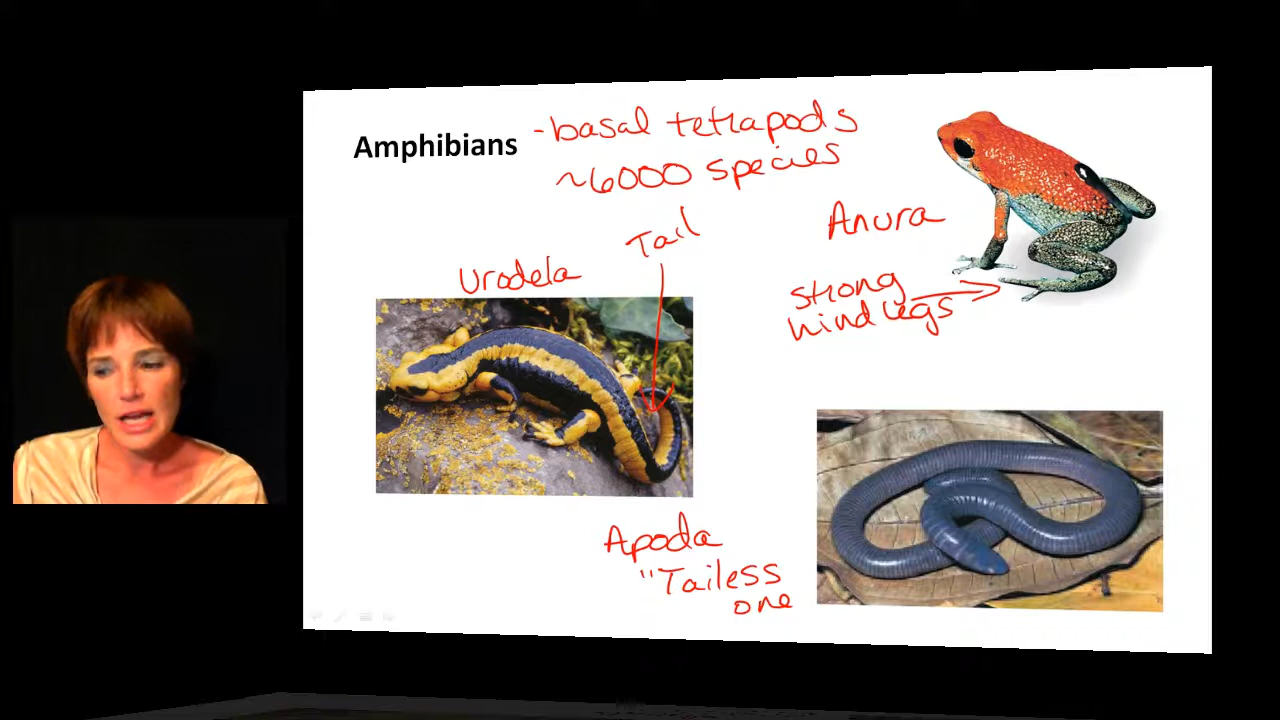 Amphibians
-basal tetrapods
~6000 species
Tail
Urodela
Anura
strong
hind legs
Apoda
"Tailess
one